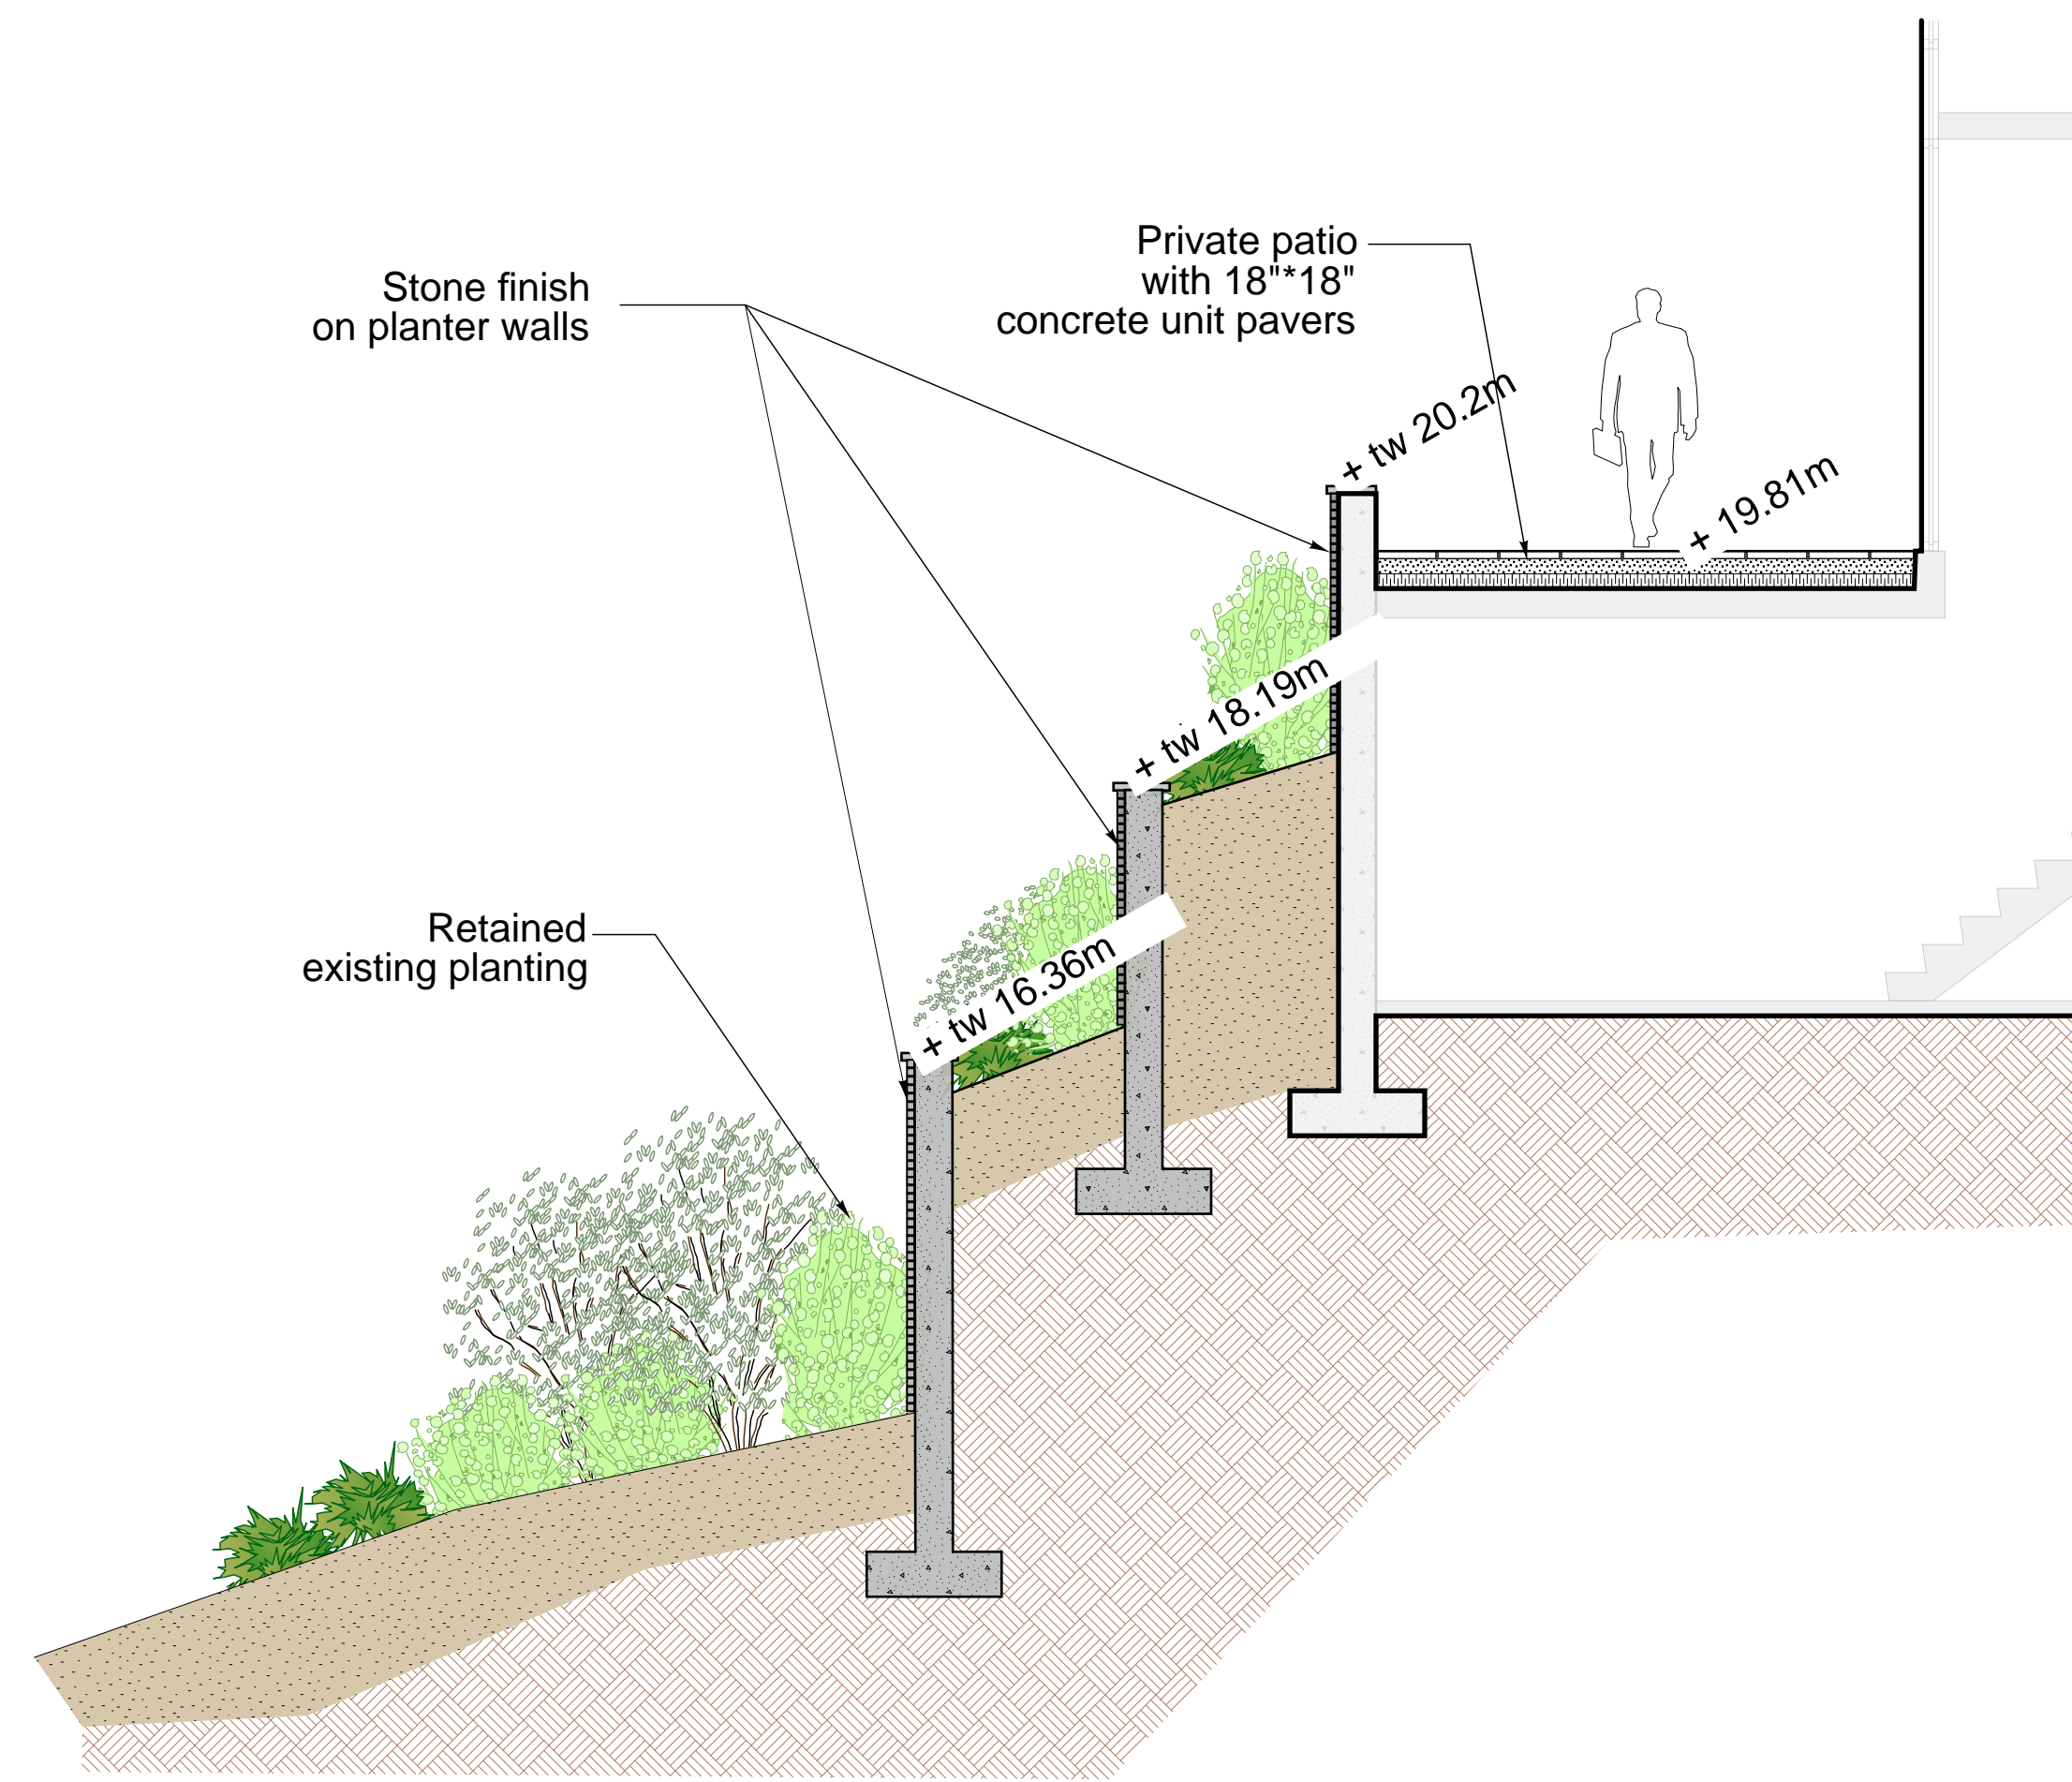 Private patio
with 18"*18"
concrete unit pavers
Stone finish
on planter walls
+ tw 20.2m
+ 19.81m
+ tw 18.19m
+ tw 16.36m
Retained
existing planting